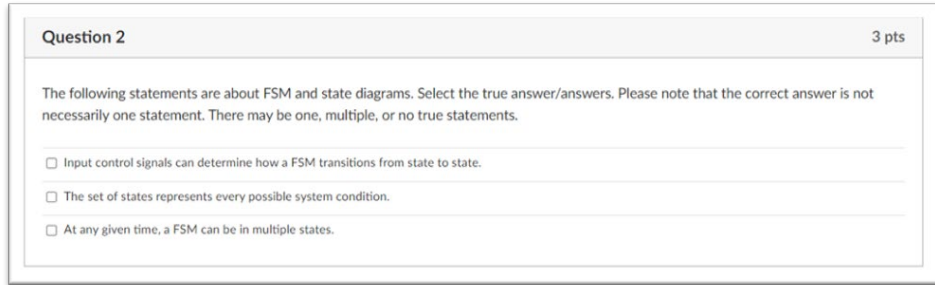 Question 2
3 pts
The following statements are about FSM and state diagrams. Select the true answer/answers. Please note that the correct answer is not
necessarily one statement. There may be one, multiple, or no true statements.
Input control signals can determine how a FSM transitions from state to state.
The set of states represents every possible system condition.
At any given time, a FSM can be in multiple states.